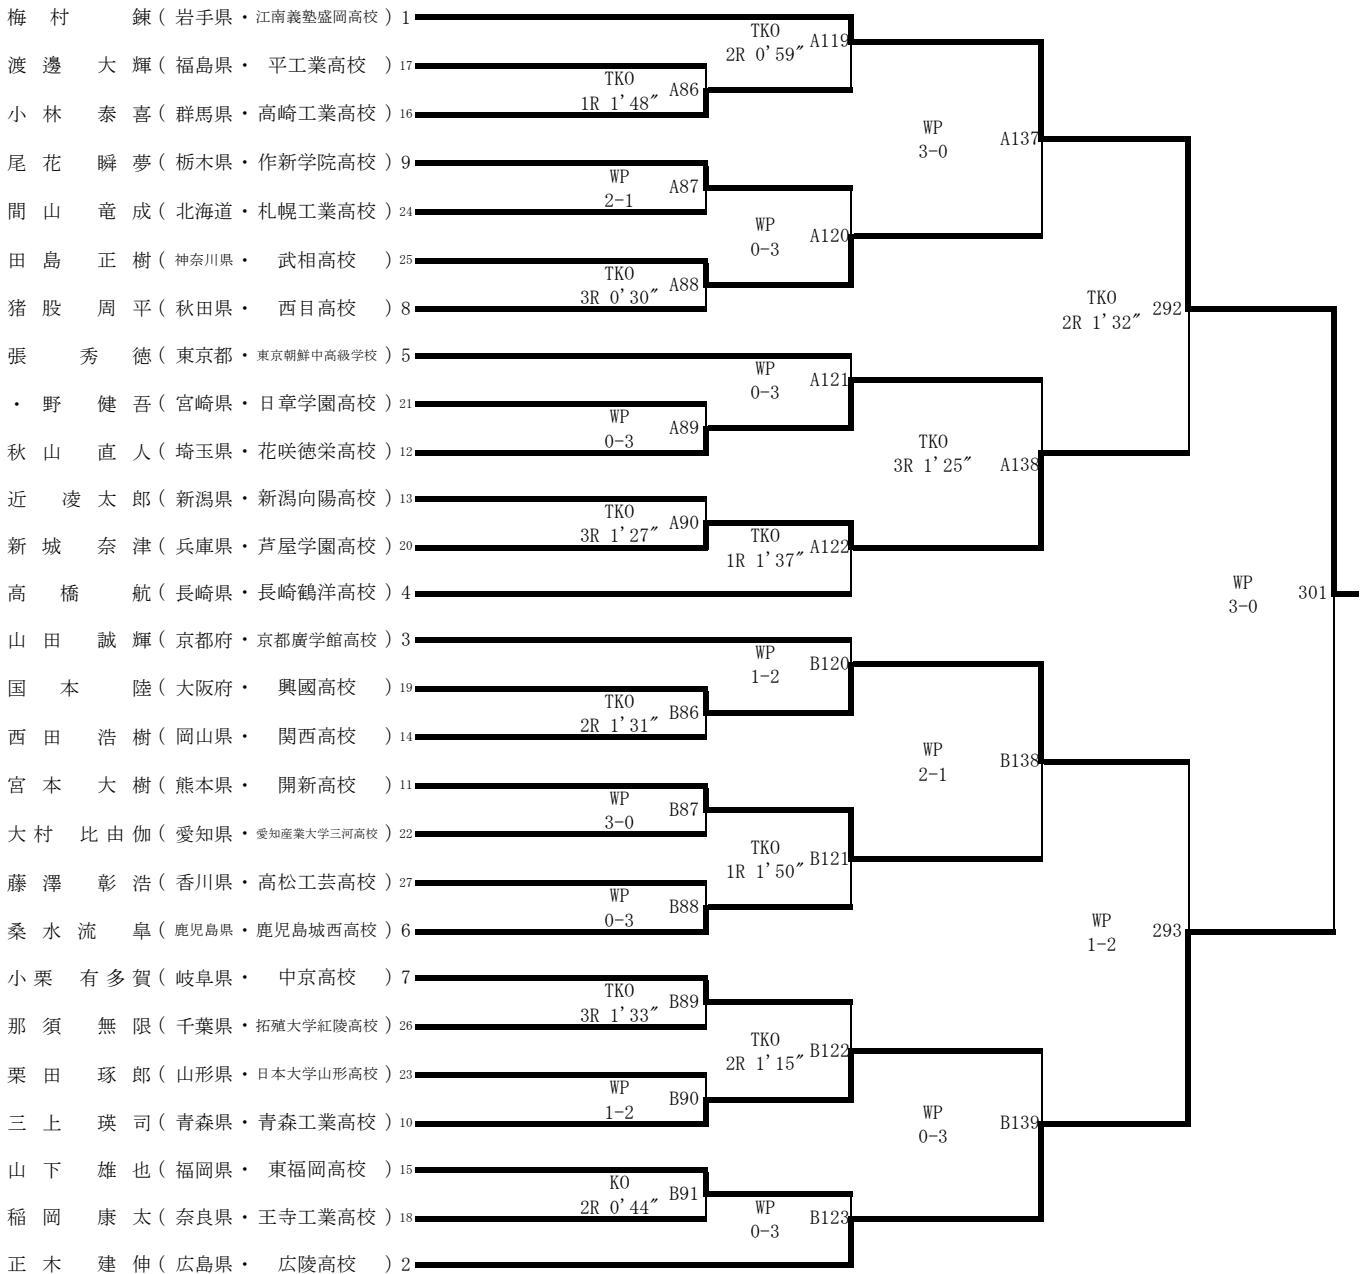 梅村 錬 ( 岩手県・江南義塾盛岡高校 ) 1
TKO
2R 0'59" A119
渡邊 大輝 ( 福島県・ 平工業高校 ) 17
TKO
1R 1'48" A86
小林 泰喜 ( 群馬県・高崎工業高校 ) 16
WP
3-0 A137
尾花 瞬夢 ( 栃木県・作新学院高校 ) 9
WP
2-1 A87
間山 竜成 ( 北海道・札幌工業高校 ) 24
WP
0-3 A120
田島 正樹 ( 神奈川県・ 武相高校 ) 25
TKO
3R 0'30" A88
猪股 周平 ( 秋田県・ 西目高校 ) 8
TKO
2R 1'32" 292
張 秀徳 ( 東京都・東京朝鮮中高級学校 ) 5
WP
0-3 A121
・野 健吾 ( 宮崎県・日章学園高校 ) 21
WP
0-3 A89
秋山 直人 ( 埼玉県・花咲徳栄高校 ) 12
TKO
3R 1'25" A138
近 凌太郎 ( 新潟県・新潟向陽高校 ) 13
TKO
3R 1'27" A90
新城 奈津 ( 兵庫県・芦屋学園高校 ) 20
TKO
1R 1'37" A122
高橋 航 ( 長崎県・長崎鶴洋高校 ) 4
WP
3-0 301
山田 誠輝 ( 京都府・京都廣学館高校 ) 3
WP
1-2 B120
国本 陸 ( 大阪府・ 興國高校 ) 19
TKO
2R 1'31" B86
西田 浩樹 ( 岡山県・ 関西高校 ) 14
WP
2-1 B138
宮本 大樹 ( 熊本県・ 開新高校 ) 11
WP
3-0 B87
大村 比由伽 ( 愛知県・愛知産業大学三河高校 ) 22
TKO
1R 1'50" B121
藤澤 彰浩 ( 香川県・高松工芸高校 ) 27
WP
0-3 B88
桑水流 皐 ( 鹿児島県・鹿児島城西高校 ) 6
WP
1-2 293
小栗 有多賀 ( 岐阜県・ 中京高校 ) 7
TKO
3R 1'33" B89
那須 無限 ( 千葉県・拓殖大学紅陵高校 ) 26
TKO
2R 1'15" B122
栗田 琢郎 ( 山形県・日本大学山形高校 ) 23
WP
1-2 B90
三上 瑛司 ( 青森県・青森工業高校 ) 10
WP
0-3 B139
山下 雄也 ( 福岡県・ 東福岡高校 ) 15
KO
2R 0'44" B91
稲岡 康太 ( 奈良県・王寺工業高校 ) 18
WP
0-3 B123
正木 建伸 ( 広島県・ 広陵高校 ) 2